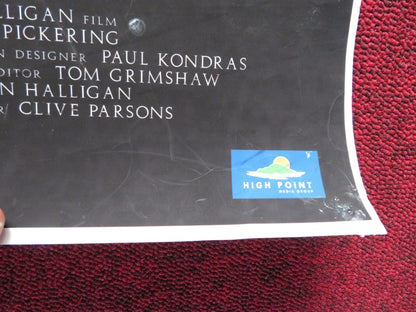 LLIGAN FILM
PICKERING
N DESIGNER PAUL KONDRAS
DITOR TOM GRIMSHAW
N HALLIGAN
R CLIVE PARSONS
HIGH POINT
MEDIA GROUP